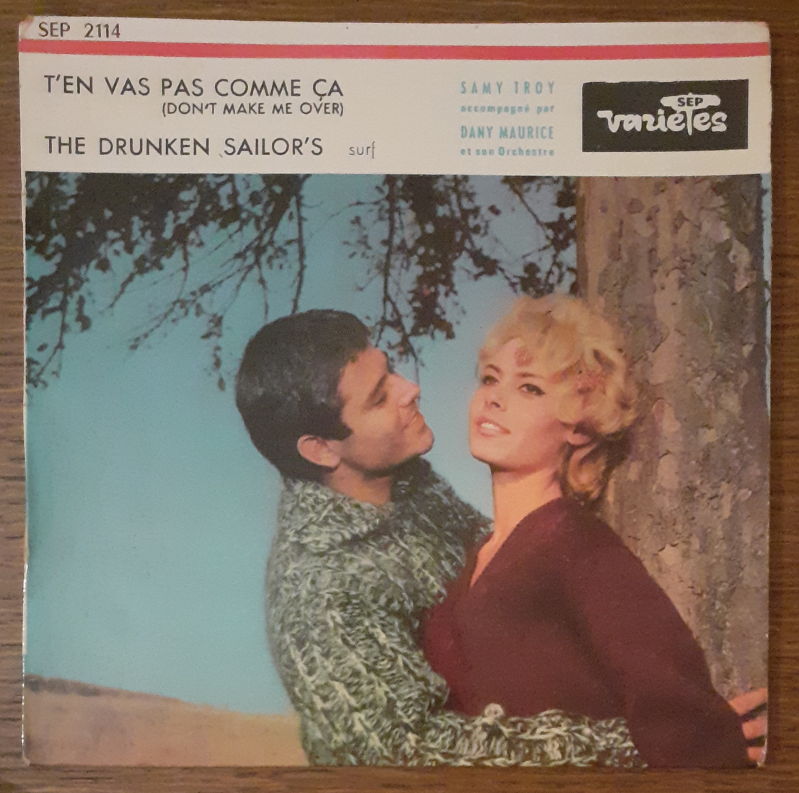 SEP 2114
T'EN VAS PAS COMME ÇA
(DON'T MAKE ME OVER)
THE DRUNKEN SAILOR'S surf
SAMY TROY
accompagné par
DANY MAURICE
et son Orchestre
SEP
variétés